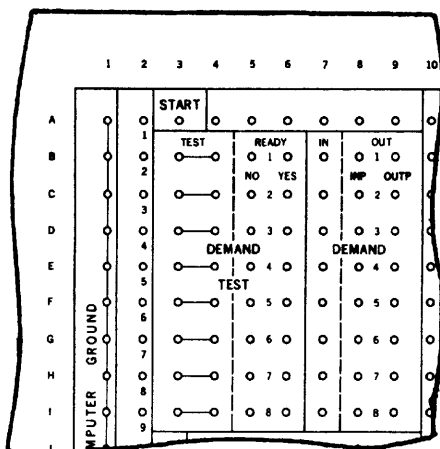 1 2 3 4 5 6 7 8 9 10
START
A
1
TEST READY IN OUT
B 1 1
2 NO YES INP OUTP
C 2 2
3
D 3 3
4 DEMAND DEMAND
E 4 4
5 TEST
F 5 5
6
G 6 6
7
H 7 7
8
I 8 8
9
MPUTER GROUND